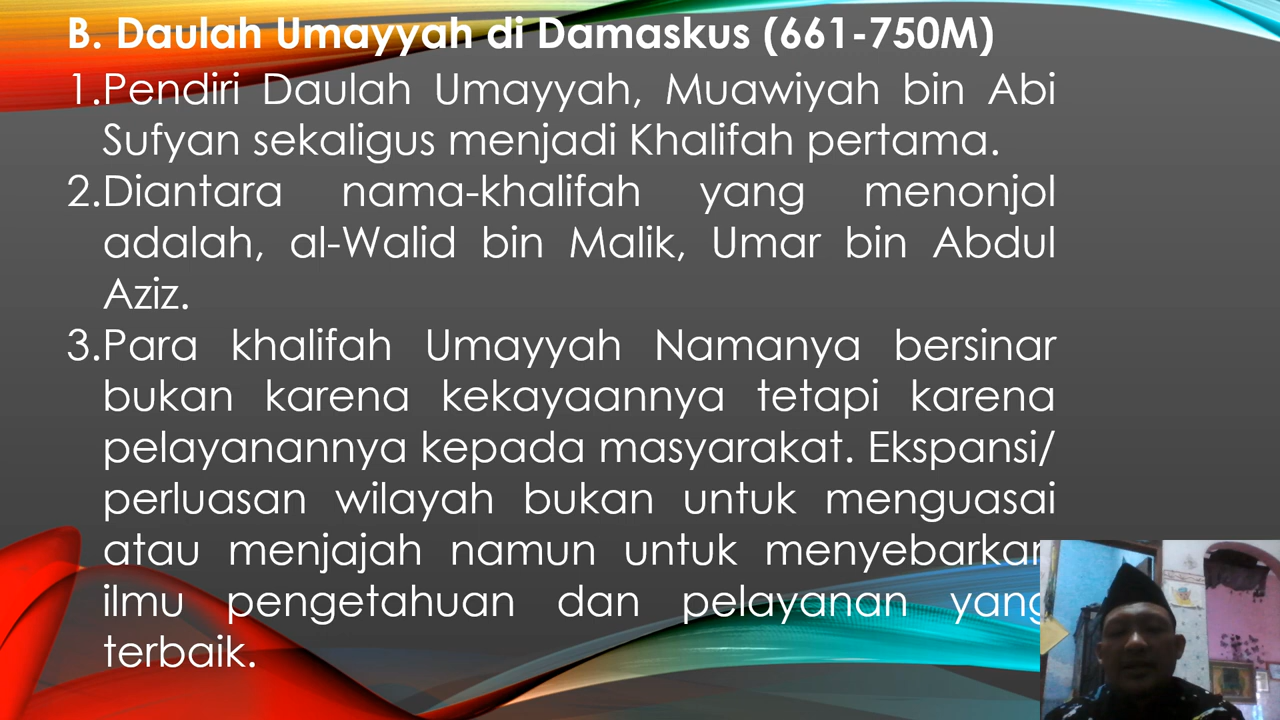 B. Daulah Umayyah di Damaskus (661-750M)
1.Pendiri Daulah Umayyah, Muawiyah bin Abi
Sufyan sekaligus menjadi Khalifah pertama.
2.Diantara nama-khalifah yang menonjol
adalah, al-Walid bin Malik, Umar bin Abdul
Aziz.
3.Para khalifah Umayyah Namanya bersinar
bukan karena kekayaannya tetapi karena
pelayanannya kepada masyarakat. Ekspansi/
perluasan wilayah bukan untuk menguasai
atau menjajah namun untuk menyebarkan
ilmu pengetahuan dan pelayanan yang
terbaik.